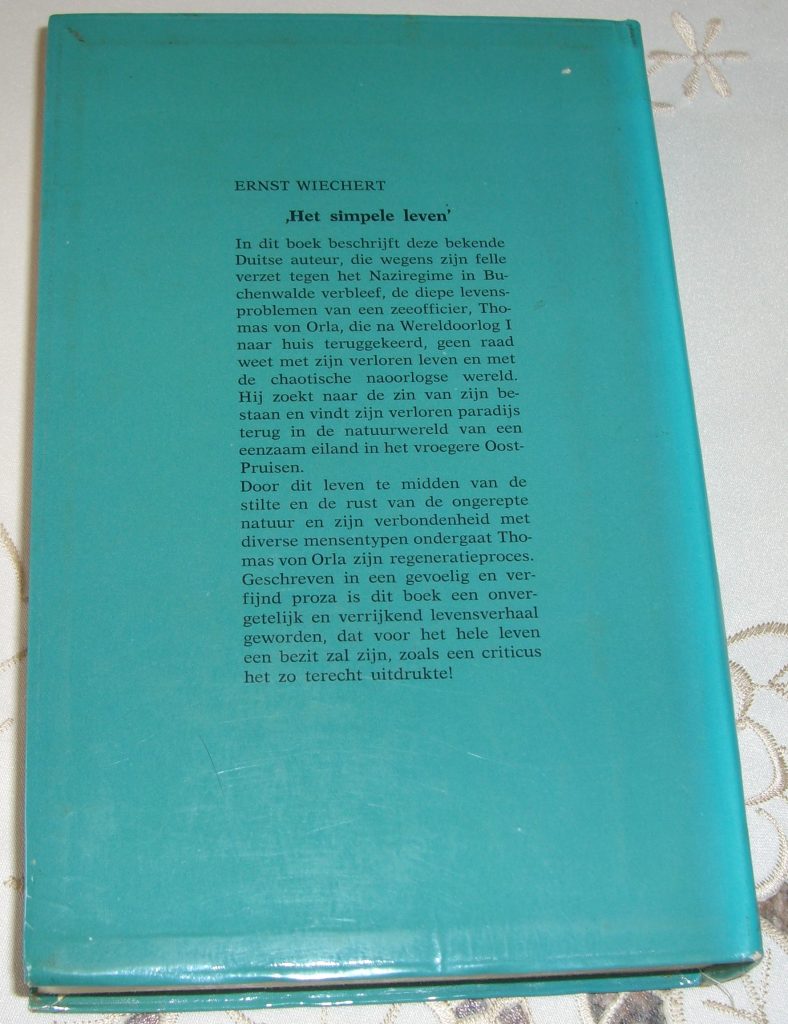 ERNST WIECHERT
‚Het simpele leven'
In dit boek beschrijft deze bekende
Duitse auteur, die wegens zijn felle
verzet tegen het Naziregime in Bu-
chenwalde verbleef, de diepe levens-
problemen van een zeeofficier, Tho-
mas von Orla, die na Wereldoorlog I
naar huis teruggekeerd, geen raad
weet met zijn verloren leven en met
de chaotische naoorlogse wereld.
Hij zoekt naar de zin van zijn be-
staan en vindt zijn verloren paradijs
terug in de natuurwereld van een
eenzaam eiland in het vroegere Oost-
Pruisen.
Door dit leven te midden van de
stilte en de rust van de ongerepte
natuur en zijn verbondenheid met
diverse mensentypen ondergaat Tho-
mas von Orla zijn regeneratieproces.
Geschreven in een gevoelig en ver-
fijnd proza is dit boek een onver-
getelijk en verrijkend levensverhaal
geworden, dat voor het hele leven
een bezit zal zijn, zoals een criticus
het zo terecht uitdrukte!